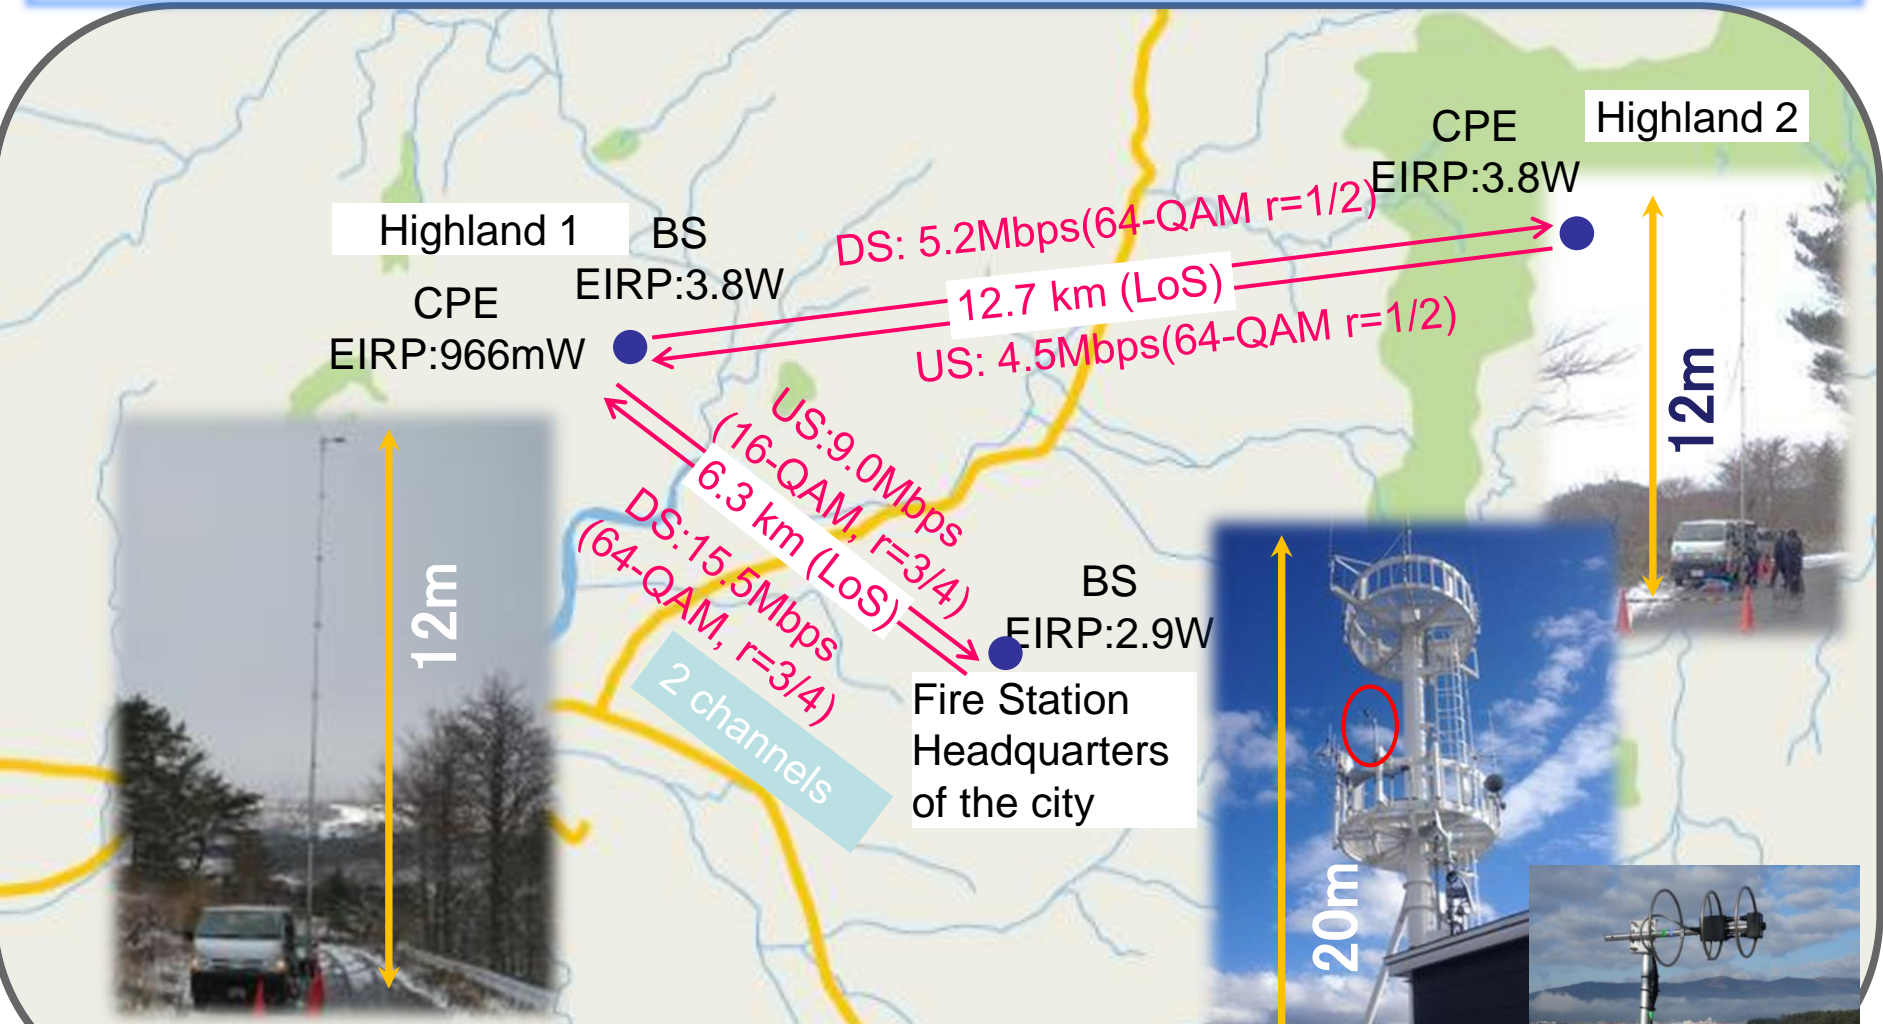 CPE
EIRP:3.8W
Highland 2
Highland 1
BS
EIRP:3.8W
CPE
EIRP:966mW
DS: 5.2Mbps(64-QAM r=1/2)
12.7 km (LoS)
US: 4.5Mbps(64-QAM r=1/2)
US:9.0Mbps
(16-QAM, r=3/4)
6.3 km (LoS)
DS:15.5Mbps
(64-QAM, r=3/4)
2 channels
BS
EIRP:2.9W
Fire Station
Headquarters
of the city
12m
12m
20m